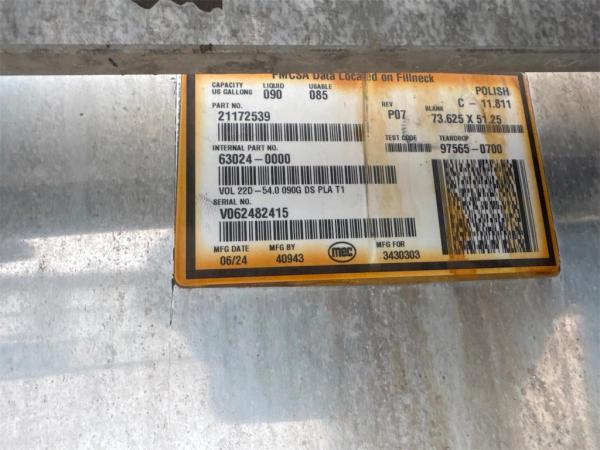 FMCSA Data Located on Fillneck
CAPACITY LIQUID USABLE
US GALLONS 090 085
POLISH
C - 11.811
PART NO.
21172539
REV BLANK
P07 73.625 X 51.25
TEST CODE TEARDROP
97565-0700
INTERNAL PART NO.
63024-0000
VOL 22D-54.0 090G DS PLA T1
SERIAL NO.
V062482415
MFG DATE MFG BY mec MFG FOR
06/24 40943 3430303